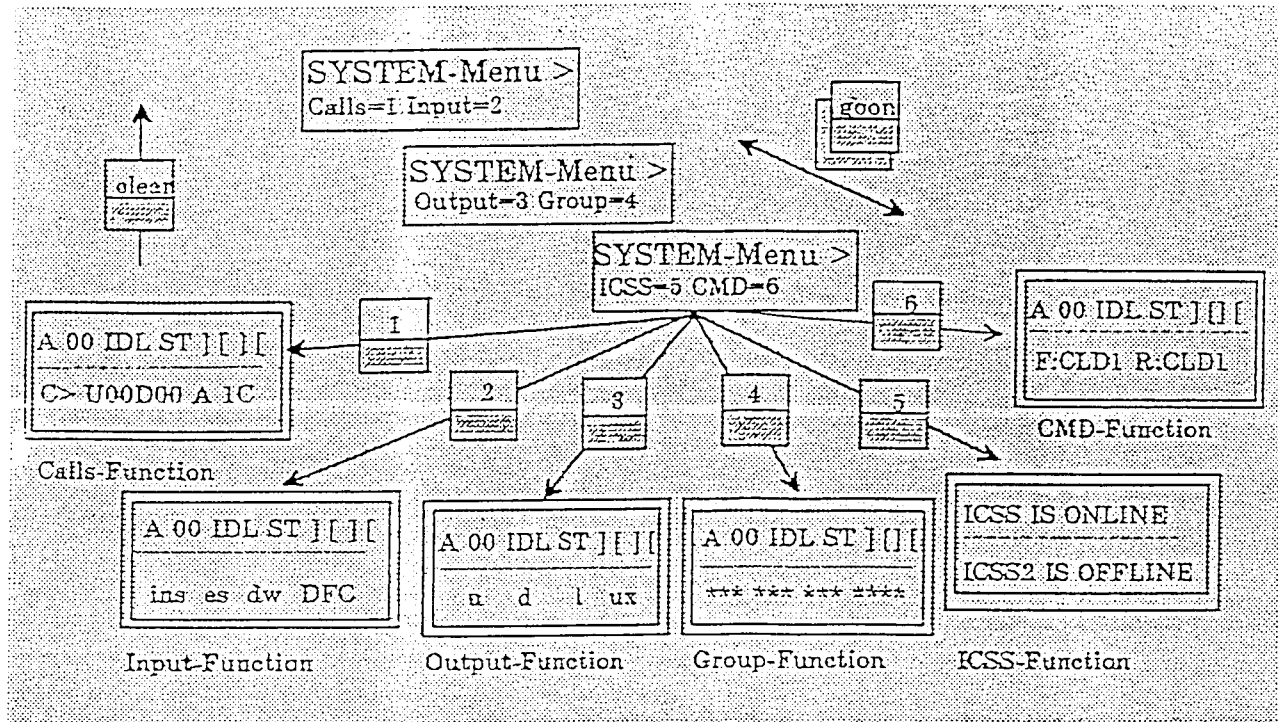 SYSTEM-Menu >
Calls=1 Input=2
goon
SYSTEM-Menu >
Output=3 Group=4
clear
SYSTEM-Menu >
ICSS=5 CMD=6
6
A 00 IDL ST ] [] [
F:CLD1 R:CLD1
CMD-Function
1
A 00 IDL ST ] [ ] [
C> U00D00 A 1C
Calls-Function
2
3
4
5
A 00 IDL ST ] [ ] [
ins es dw DFC
Input-Function
A 00 IDL ST ] [ ] [
u d l ux
Output-Function
A 00 IDL ST ] [] [
*** *** *** ****
Group-Function
ICSS IS ONLINE
ICSS2 IS OFFLINE
ICSS-Function